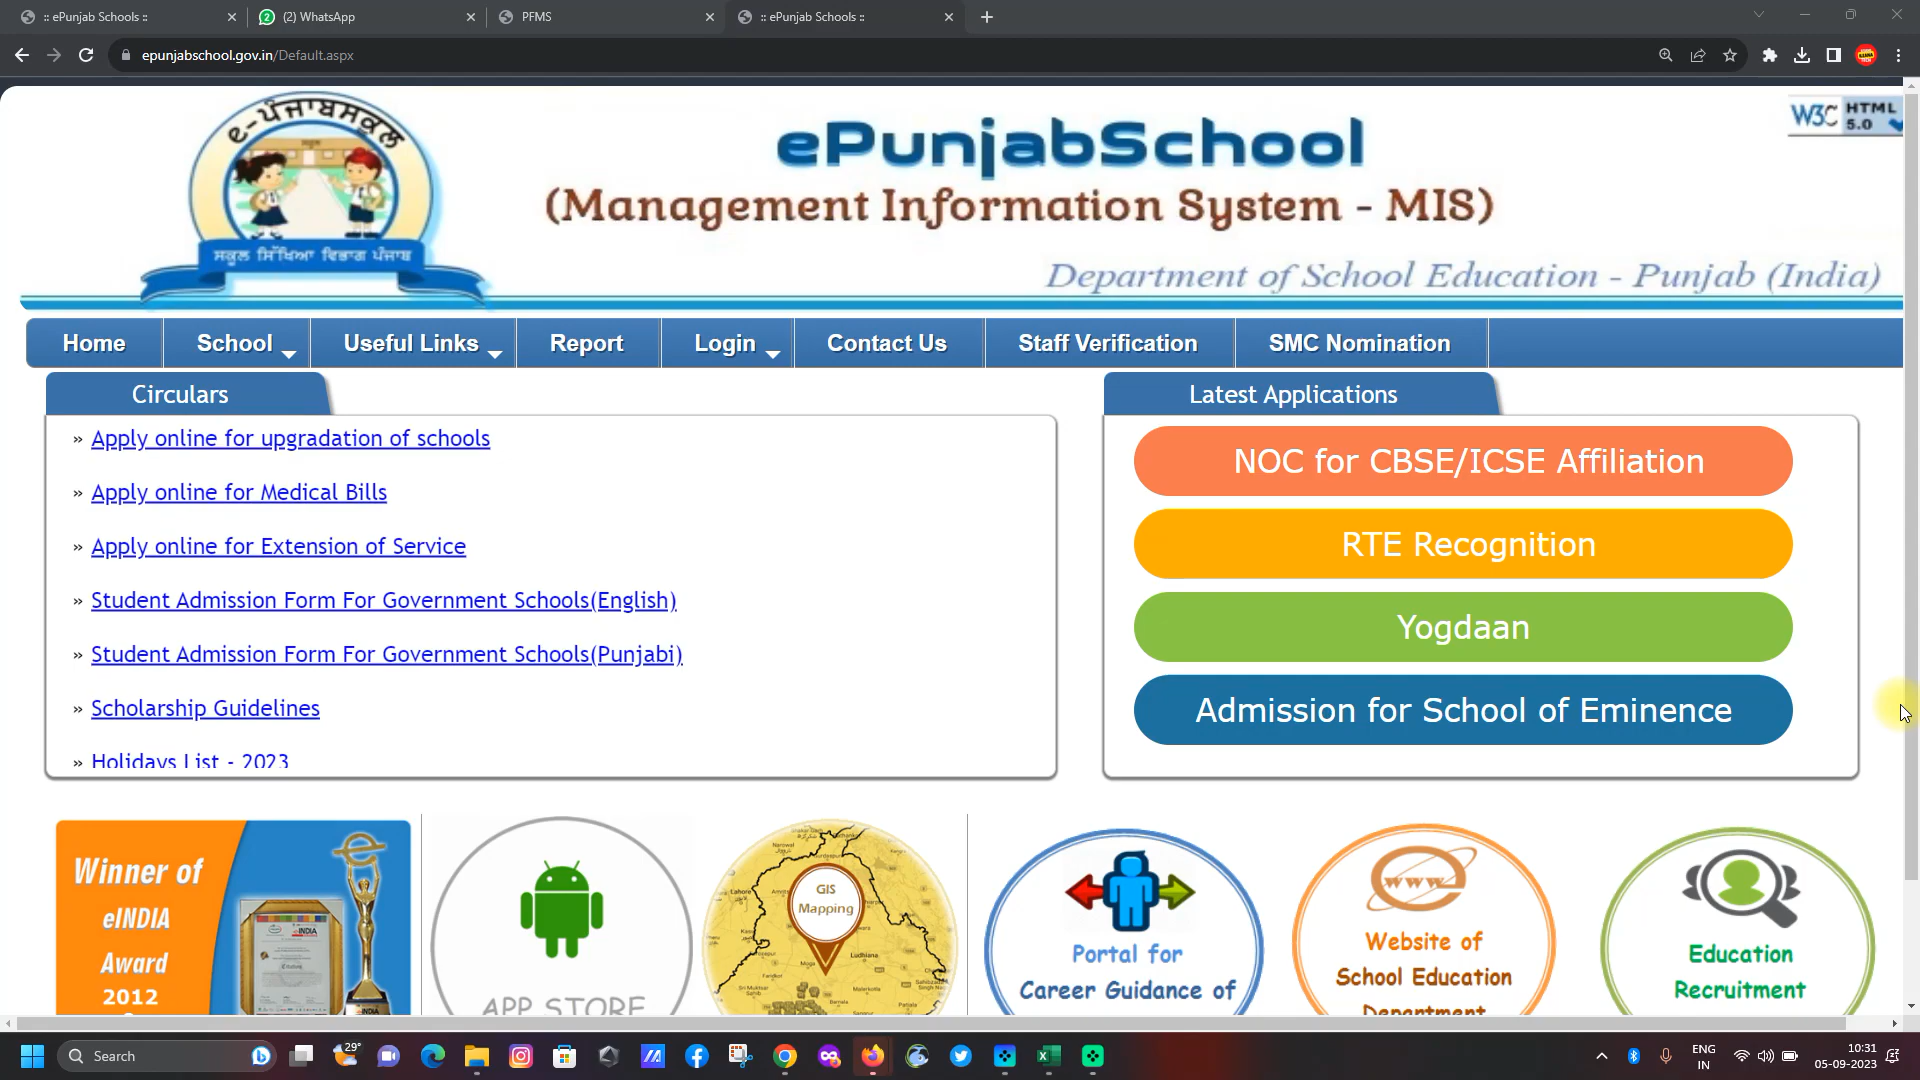 :: ePunjab Schools ::
(2) WhatsApp
PFMS
:: ePunjab Schools ::
epunjabschool.gov.in/Default.aspx
e-ਪੰਜਾਬਸਕੂਲ
ਸਕੂਲ ਸਿੱਖਿਆ ਵਿਭਾਗ ਪੰਜਾਬ
ePunjabSchool
(Management Information System - MIS)
Department of School Education - Punjab (India)
W3C HTML 5.0
Home
School
Useful Links
Report
Login
Contact Us
Staff Verification
SMC Nomination
Circulars
» Apply online for upgradation of schools
» Apply online for Medical Bills
» Apply online for Extension of Service
» Student Admission Form For Government Schools(English)
» Student Admission Form For Government Schools(Punjabi)
» Scholarship Guidelines
» Holidays List - 2023
Latest Applications
NOC for CBSE/ICSE Affiliation
RTE Recognition
Yogdaan
Admission for School of Eminence
Winner of
eINDIA
Award
2012
APP STORE
GIS
Mapping
Lahore
Ludhiana
Moga
Portal for
Career Guidance of
www
Website of
School Education
Department
Education
Recruitment
29°
Search
ENG
IN
10:31
05-09-2023